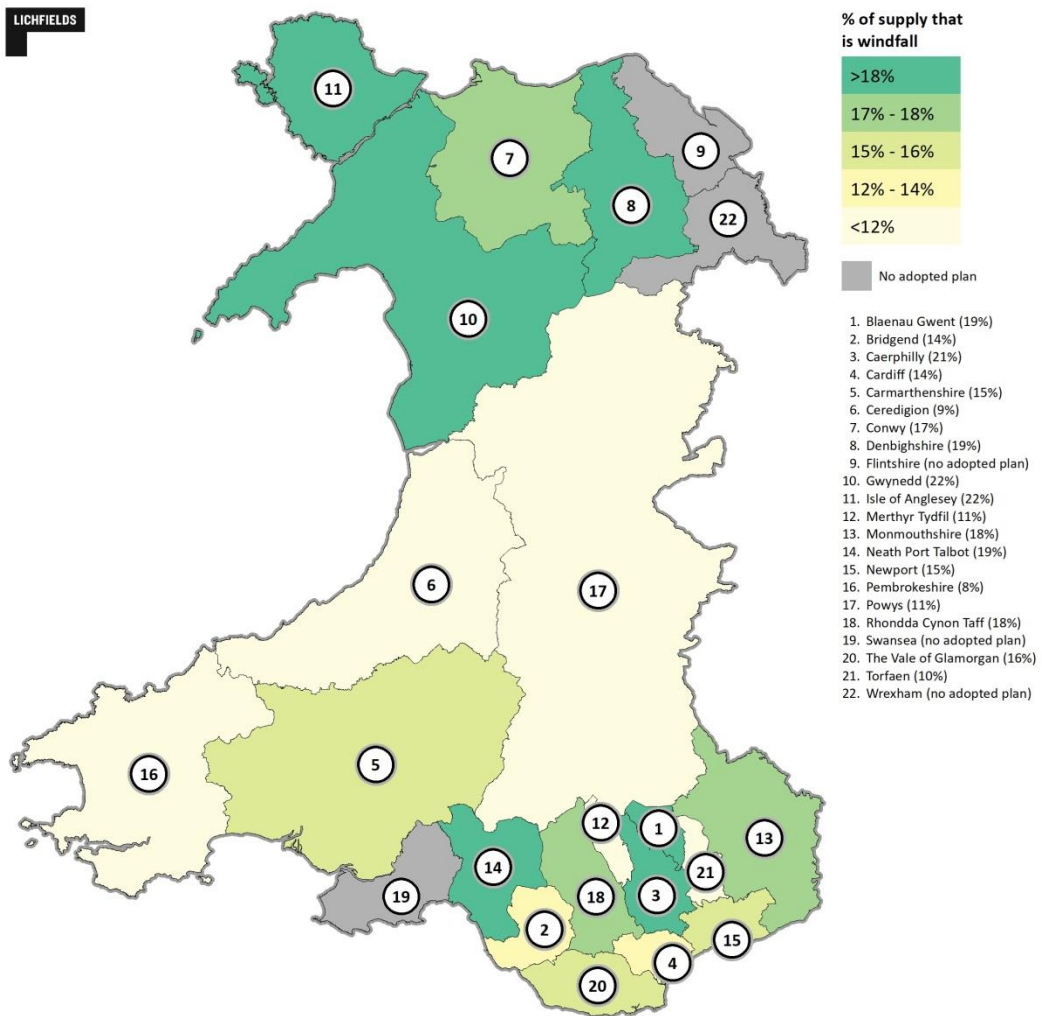 LICHFIELDS
% of supply that
is windfall
>18%
17% - 18%
15% - 16%
12% - 14%
<12%
No adopted plan
1. Blaenau Gwent (19%)
2. Bridgend (14%)
3. Caerphilly (21%)
4. Cardiff (14%)
5. Carmarthenshire (15%)
6. Ceredigion (9%)
7. Conwy (17%)
8. Denbighshire (19%)
9. Flintshire (no adopted plan)
10. Gwynedd (22%)
11. Isle of Anglesey (22%)
12. Merthyr Tydfil (11%)
13. Monmouthshire (18%)
14. Neath Port Talbot (19%)
15. Newport (15%)
16. Pembrokeshire (8%)
17. Powys (11%)
18. Rhondda Cynon Taff (18%)
19. Swansea (no adopted plan)
20. The Vale of Glamorgan (16%)
21. Torfaen (10%)
22. Wrexham (no adopted plan)
11
7
9
8
22
10
6
17
16
5
12
1
13
14
21
19
18
3
2
15
4
20